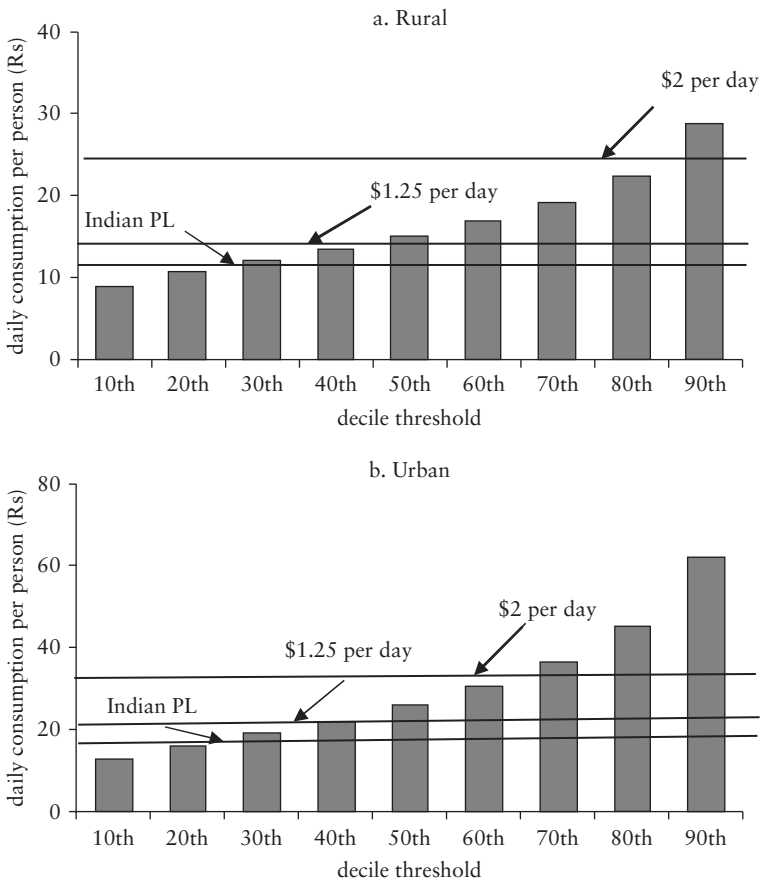 a. Rural
daily consumption per person (Rs)
40
30
20
10
0
$2 per day
$1.25 per day
Indian PL
10th 20th 30th 40th 50th 60th 70th 80th 90th
decile threshold
b. Urban
daily consumption per person (Rs)
80
60
40
20
0
$2 per day
$1.25 per day
Indian PL
10th 20th 30th 40th 50th 60th 70th 80th 90th
decile threshold